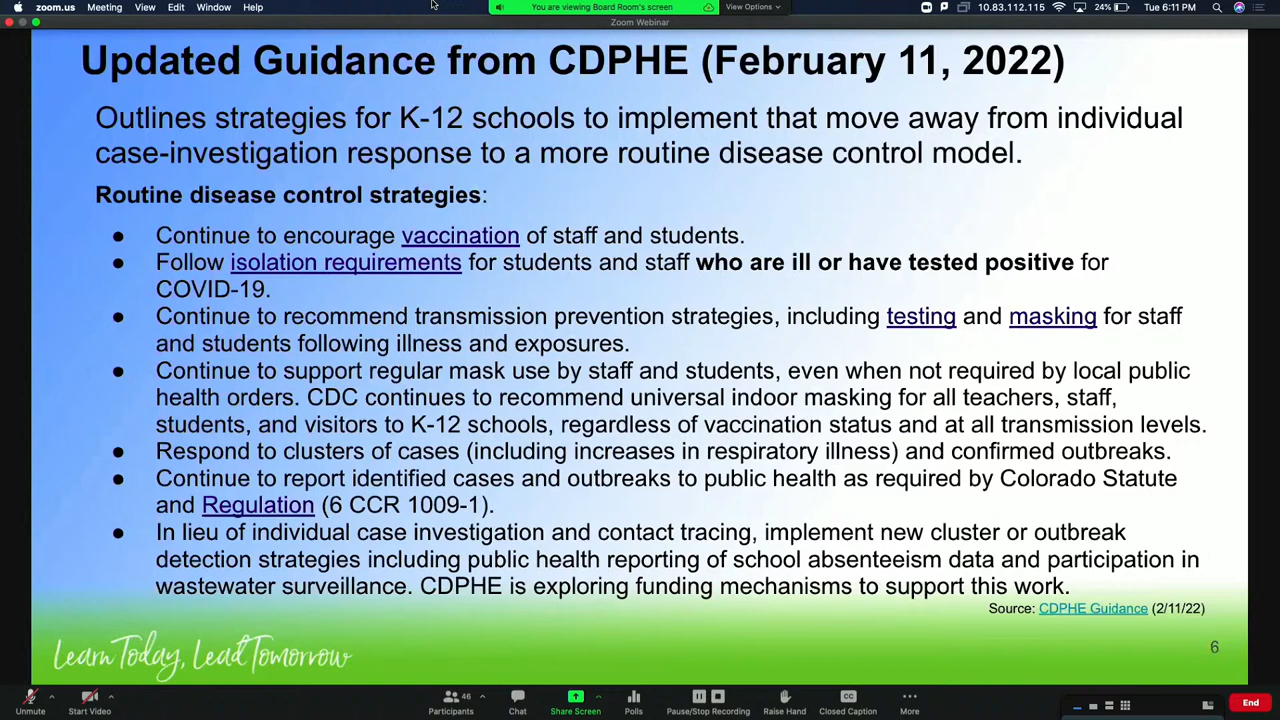 zoom.us Meeting View Edit Window Help
You are viewing Board Room's screen View Options
10.83.112.115 24% Tue 6:11 PM
Zoom Webinar
Updated Guidance from CDPHE (February 11, 2022)
Outlines strategies for K-12 schools to implement that move away from individual
case-investigation response to a more routine disease control model.
Routine disease control strategies:
● Continue to encourage vaccination of staff and students.
● Follow isolation requirements for students and staff who are ill or have tested positive for
COVID-19.
● Continue to recommend transmission prevention strategies, including testing and masking for staff
and students following illness and exposures.
● Continue to support regular mask use by staff and students, even when not required by local public
health orders. CDC continues to recommend universal indoor masking for all teachers, staff,
students, and visitors to K-12 schools, regardless of vaccination status and at all transmission levels.
● Respond to clusters of cases (including increases in respiratory illness) and confirmed outbreaks.
● Continue to report identified cases and outbreaks to public health as required by Colorado Statute
and Regulation (6 CCR 1009-1).
● In lieu of individual case investigation and contact tracing, implement new cluster or outbreak
detection strategies including public health reporting of school absenteeism data and participation in
wastewater surveillance. CDPHE is exploring funding mechanisms to support this work.
Source: CDPHE Guidance (2/11/22)
Learn Today, Lead Tomorrow
6
46
Unmute Start Video Participants Chat Share Screen Polls Pause/Stop Recording Raise Hand Closed Caption More End